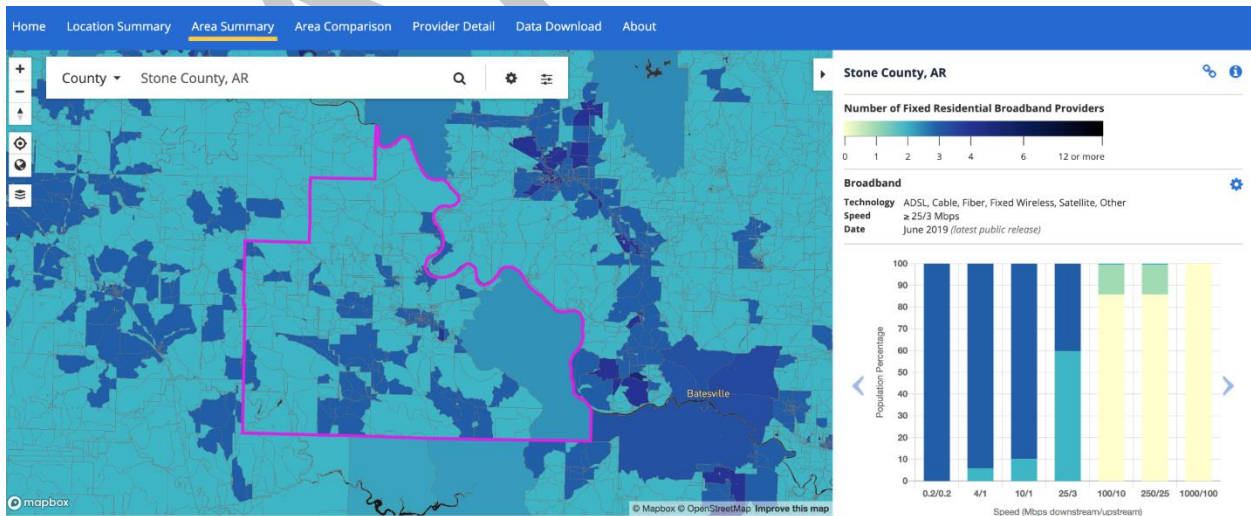 Home Location Summary Area Summary Area Comparison Provider Detail Data Download About
County Stone County, AR
Batesville
mapbox
© Mapbox © OpenStreetMap Improve this map
Stone County, AR
Number of Fixed Residential Broadband Providers
0 1 2 3 4 6 12 or more
Broadband
Technology ADSL, Cable, Fiber, Fixed Wireless, Satellite, Other
Speed ≥ 25/3 Mbps
Date June 2019 (latest public release)
100
90
80
70
60
50
40
30
20
10
0
Population Percentage
0.2/0.2 4/1 10/1 25/3 100/10 250/25 1000/100
Speed (Mbps downstream/upstream)